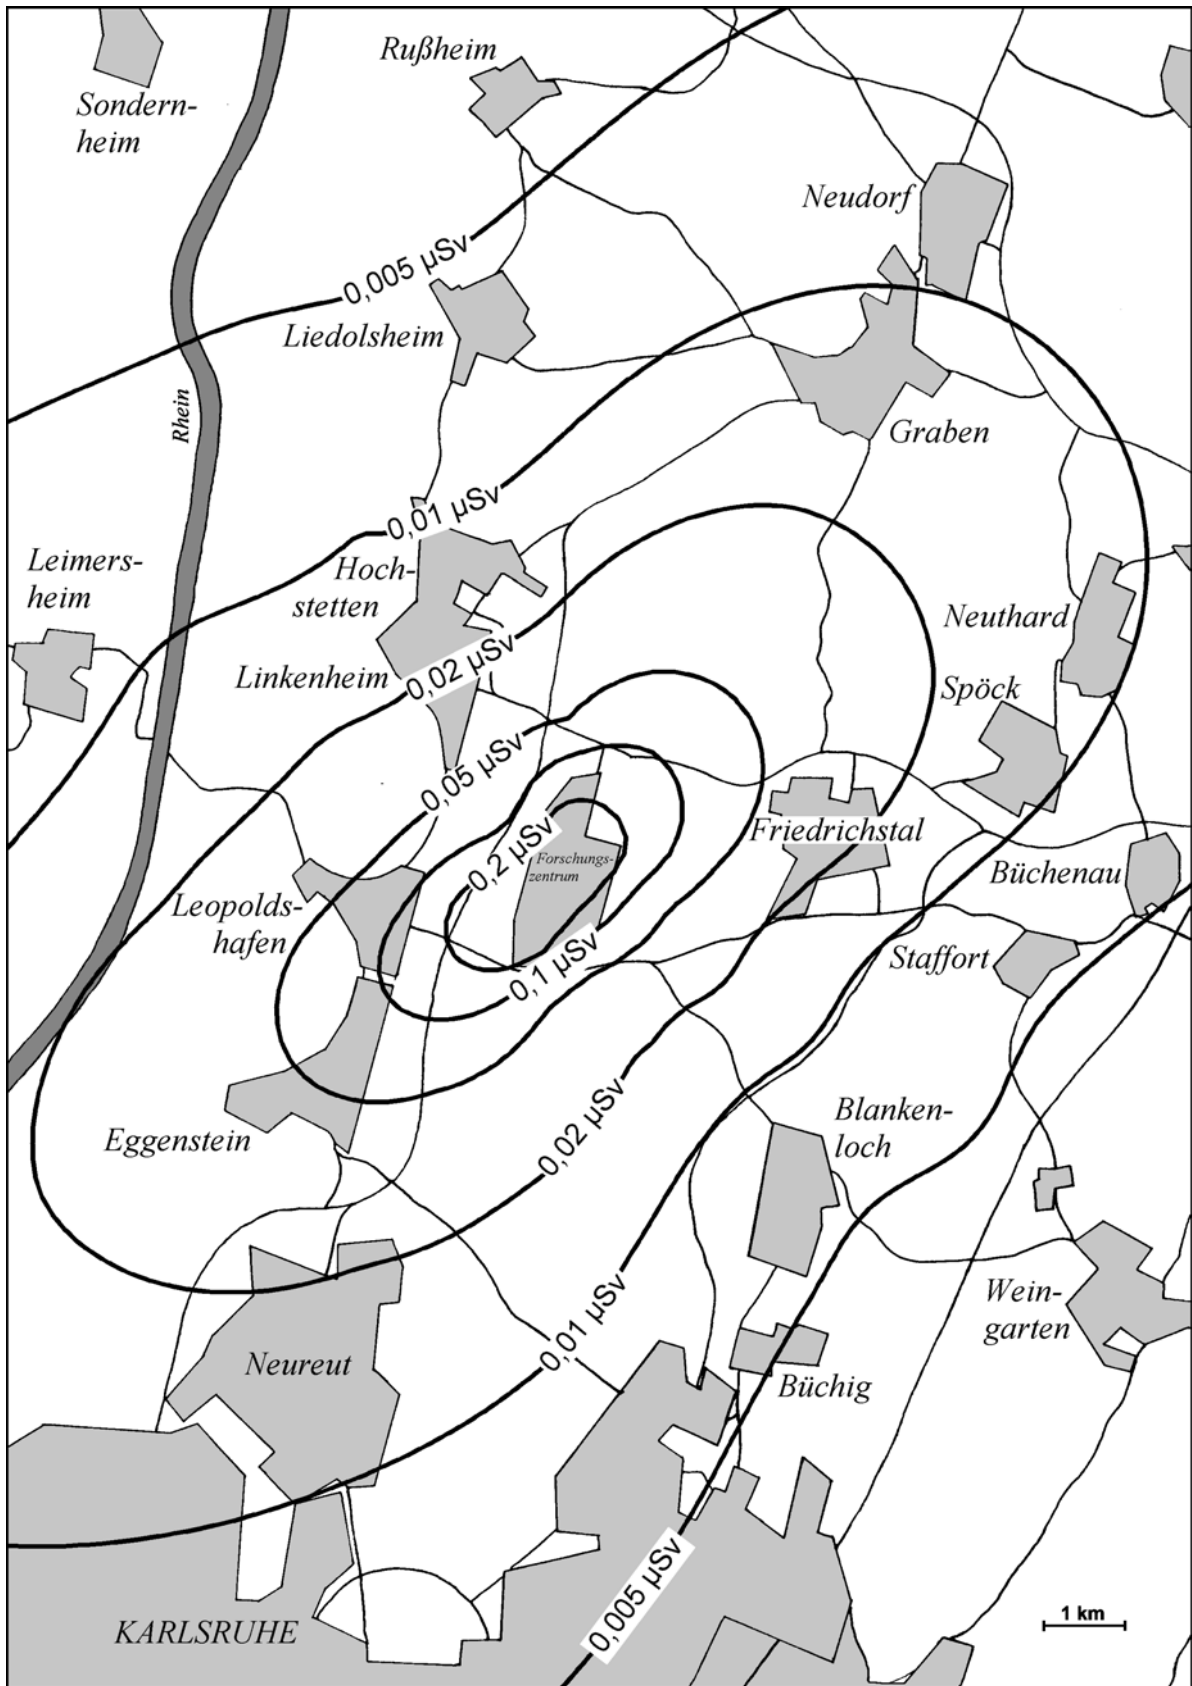 Rußheim
Sondern-
heim
Neudorf
0,005 µSv
Liedolsheim
Rhein
Graben
0,01 µSv
Leimers-
heim
Hoch-
stetten
Neuthard
0,02 µSv
Linkenheim
Spöck
0,05 µSv
Friedrichstal
0,2 µSv
Forschungs-
zentrum
Büchenau
Leopolds-
hafen
0,1 µSv
Staffort
Blanken-
loch
0,02 µSv
Eggenstein
Wein-
garten
0,01 µSv
Neureut
Büchig
0,005 µSv
1 km
KARLSRUHE